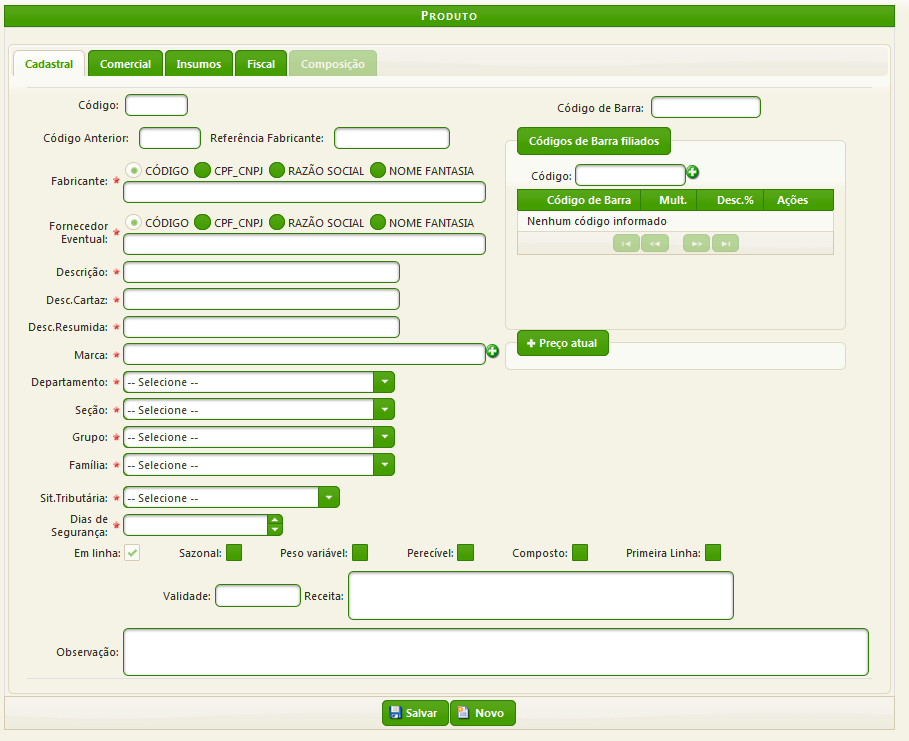 PRODUTO
Cadastral Comercial Insumos Fiscal Composição
Código: Código de Barra:
Código Anterior: Referência Fabricante: Códigos de Barra filiados
CÓDIGO CPF_CNPJ RAZÃO SOCIAL NOME FANTASIA
Fabricante: * Código:
Código de Barra Mult. Desc.% Ações
CÓDIGO CPF_CNPJ RAZÃO SOCIAL NOME FANTASIA Nenhum código informado
Fornecedor
Eventual: *
Descrição: *
Desc.Cartaz: *
Desc.Resumida: *
+ Preço atual
Marca: *
Departamento: * -- Selecione --
Seção: * -- Selecione --
Grupo: * -- Selecione --
Família: * -- Selecione --
Sit.Tributária: * -- Selecione --
Dias de
Segurança: *
Em linha: Sazonal: Peso variável: Perecível: Composto: Primeira Linha:
Validade: Receita:
Observação:
Salvar Novo